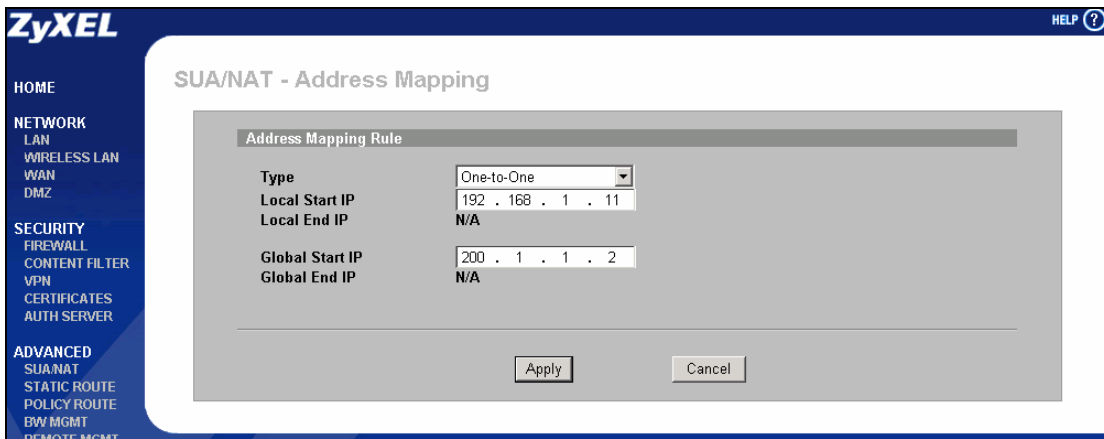 ZyXEL
HELP ?
HOME
NETWORK
LAN
WIRELESS LAN
WAN
DMZ
SECURITY
FIREWALL
CONTENT FILTER
VPN
CERTIFICATES
AUTH SERVER
ADVANCED
SUA/NAT
STATIC ROUTE
POLICY ROUTE
BW MGMT
REMOTE MGMT
SUA/NAT - Address Mapping
Address Mapping Rule
Type One-to-One
Local Start IP 192 . 168 . 1 . 11
Local End IP N/A
Global Start IP 200 . 1 . 1 . 2
Global End IP N/A
Apply Cancel